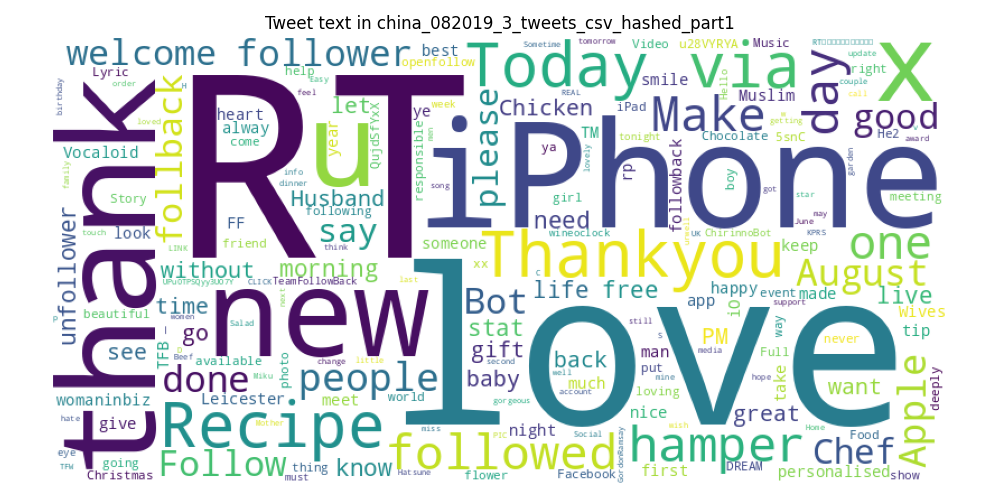 Tweet text in china_082019_3_tweets_csv_hashed_part1
welcome follower
best
openfollow
Today via
Sometime
tomorrow
Video
u28VYRYA
Music
update
right
couple
call
x
day
good
Lyric
order
birthday
loved
thank
RT
help
Easy
feel
heart
alway
come
let
year
u
QujdSfYxx
ye
week
responsible
men
song
please
Chicken
iPad
smile
REAL
Make
Muslim
Hello
TM
tonight
Chocolate
5snC
getting
He2
award
iPhone
ya
lovely
rp
followback
boy
got
star
garden
meeting
girl
need
wineoclock
UK
ChirinnoBot
June
may
KPRS
Vocaloid
family
Story
touch
look
LINK
follback
info
dinner
Husband
following
FF
say
friend
think
someone
Thankyou
keep
one
unfollower
beautiful
without
morning
UPUOTPSQyy3UO7Y
CLICK
TeamFollowBack
last
xx
August
time
TFB
women
go
new
next
Bot
life free
app
io
happy
event
made
support
live
Wives
tip
see
available
Salad
Beef
Miku
photo
change
little
stat
gift
second
baby
love
back
well
much
account
gorgeous
still
s
man
put
mine
loving
PM
media
hope
way
Full
take
never
want
Apple
deeply
done
people
world
womaninbiz
Leicester
meet
hate
give
Recipe
Mother
miss
night
PIC
Social
nice
wish
great
Home
Food
eye
TFW
going
Christmas
Follow
thing
must
know
Hatsune
followed
flower
Facebook
GordonRamsay
hamper
first
DREAM
Chef
personalised
show